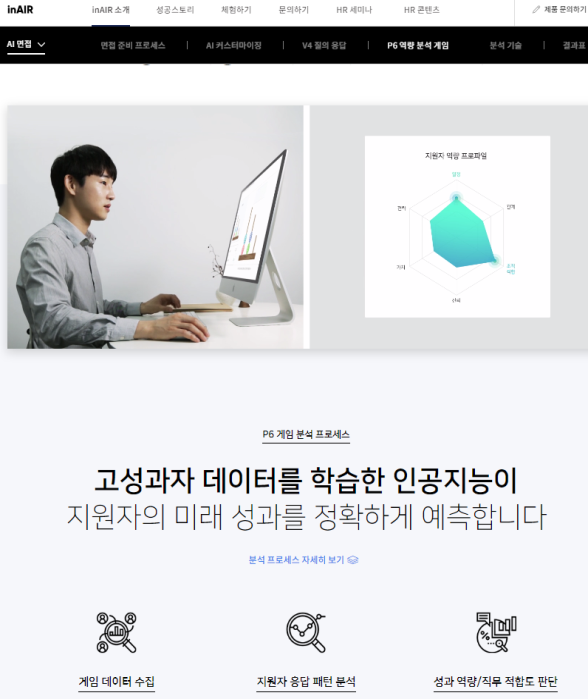 inAIR
inAIR 소개
성공스토리
체험하기
문의하기
HR 세미나
HR 콘텐츠
제품 문의하기
AI 면접
면접 준비 프로세스
AI 커스터마이징
V4 질의 응답
P6 역량 분석 게임
분석 기술
결과표
지원자 역량 프로파일
P6 게임 분석 프로세스
고성과자 데이터를 학습한 인공지능이
지원자의 미래 성과를 정확하게 예측합니다
분석 프로세스 자세히 보기
게임 데이터 수집
지원자 응답 패턴 분석
성과 역량/직무 적합도 판단